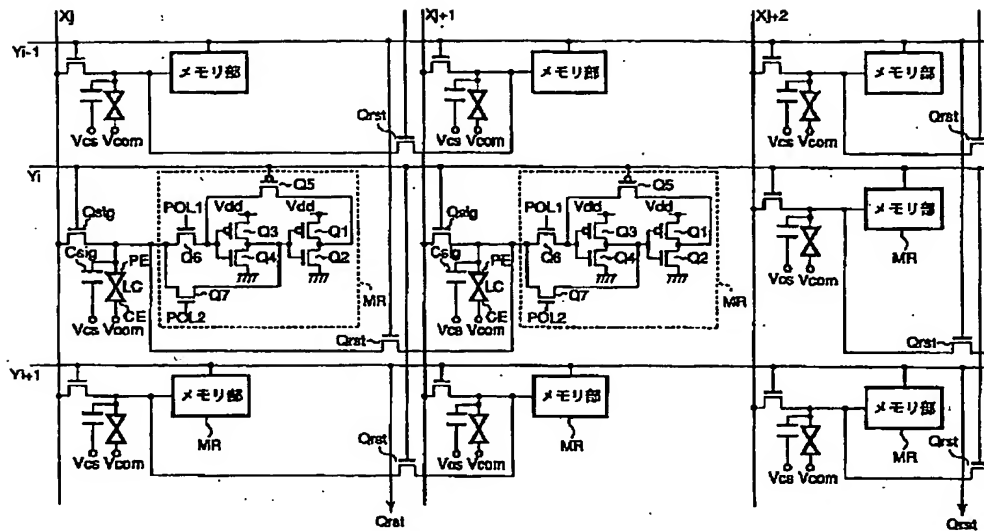 Xj Xj+1 Xj+2
Yi-1
メモリ部 メモリ部 メモリ部
Vcs Vcom Qrst Vcs Vcom Qrst Vcs Vcom Qrst
Yi
Qsig POL1 Vdd Vdd Q5 Qsig POL1 Vdd Vdd Q5 メモリ部
Q3 Q1 Q3 Q1
Csig PE Q6 Q4 Q2 Csig PE Q6 Q4 Q2 MR
LC Q7 MR LC Q7 MR
CE CE
Vcs Vcom POL2 Vcs Vcom POL2 Vcs Vcom
Qrst Qrst Qrst
Yi+1
メモリ部 メモリ部 メモリ部
MR Qrst MR Qrst MR Qrst
Vcs Vcom Vcs Vcom Vcs Vcom
Qrst Qrst